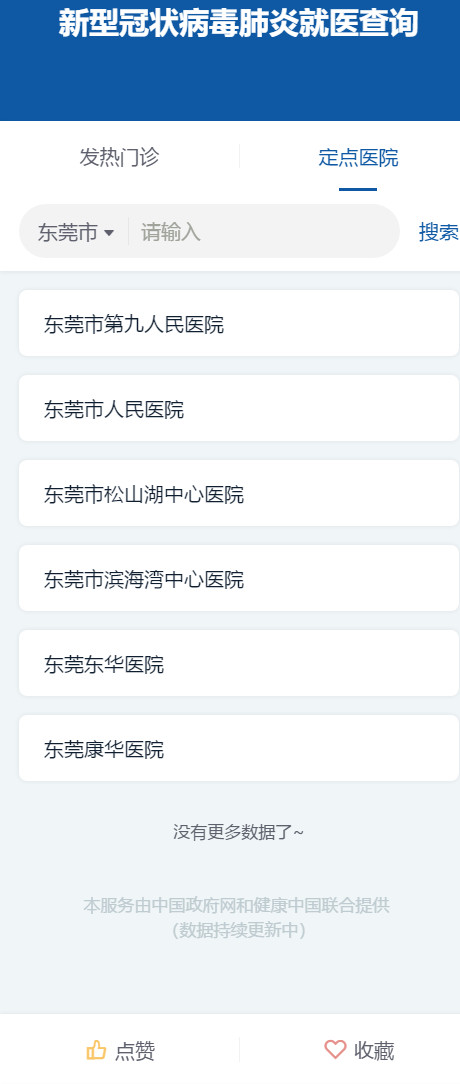 新型冠状病毒肺炎就医查询
发热门诊
定点医院
东莞市 请输入 搜索
东莞市第九人民医院
东莞市人民医院
东莞市松山湖中心医院
东莞市滨海湾中心医院
东莞东华医院
东莞康华医院
没有更多数据了~
本服务由中国政府网和健康中国联合提供
（数据持续更新中）
点赞
收藏